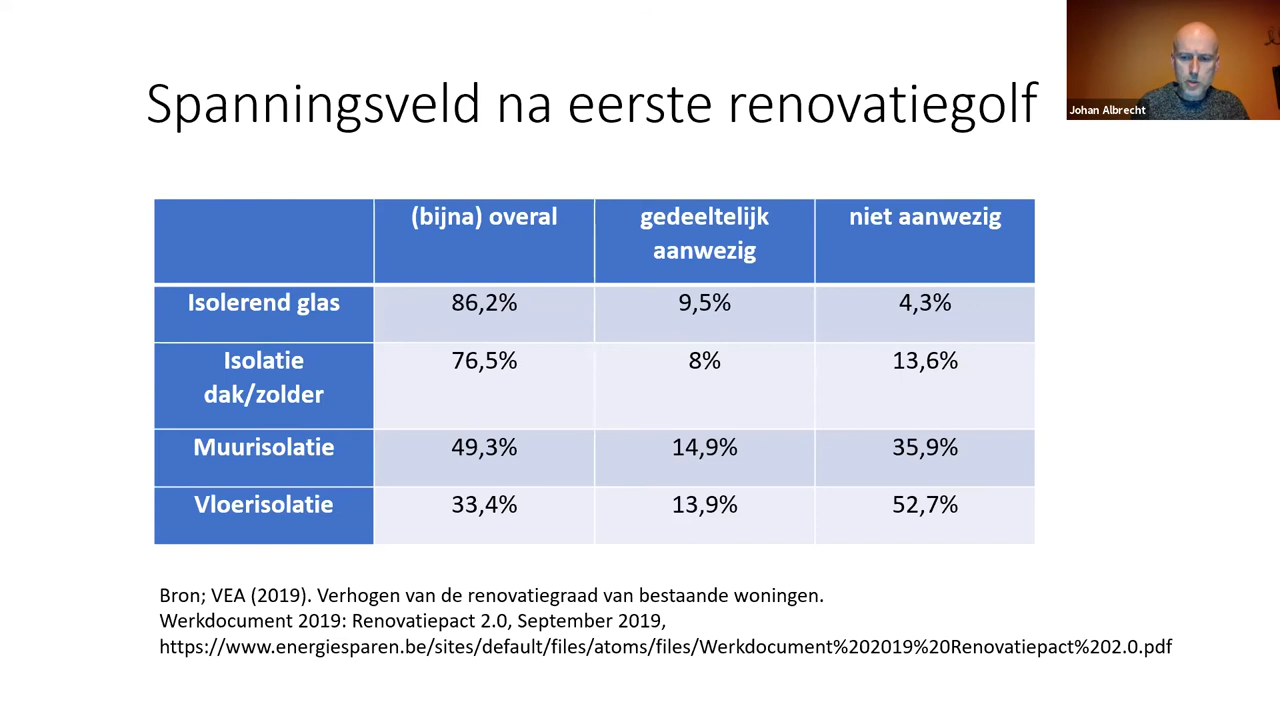 Johan Albrecht
Spanningsveld na eerste renovatiegolf
(bijna) overal
gedeeltelijk
aanwezig
niet aanwezig
Isolerend glas
86,2%
9,5%
4,3%
Isolatie
dak/zolder
76,5%
8%
13,6%
Muurisolatie
49,3%
14,9%
35,9%
Vloerisolatie
33,4%
13,9%
52,7%
Bron; VEA (2019). Verhogen van de renovatiegraad van bestaande woningen.
Werkdocument 2019: Renovatiepact 2.0, September 2019,
https://www.energiesparen.be/sites/default/files/atoms/files/Werkdocument%202019%20Renovatiepact%202.0.pdf